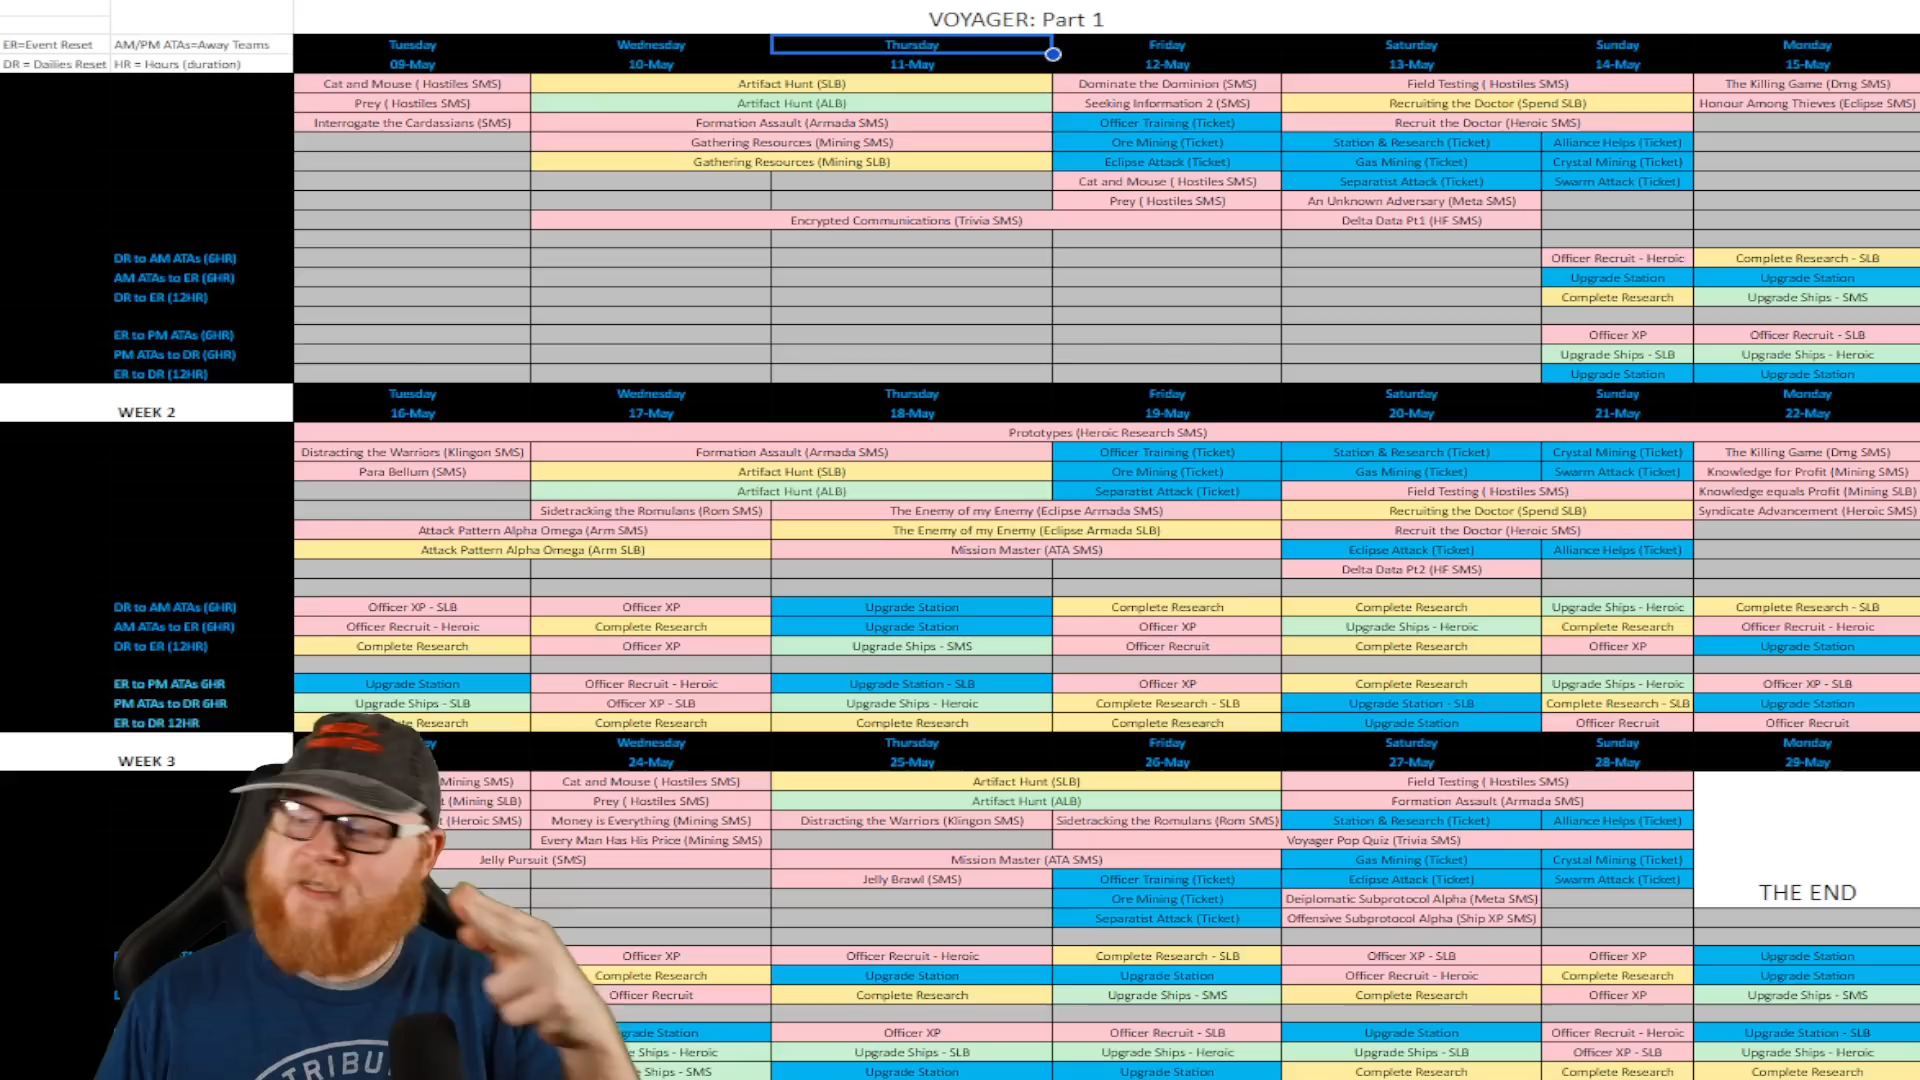 VOYAGER: Part 1
ER=Event Reset AM/PM ATAs=Away Teams Tuesday Wednesday Thursday Friday Saturday Sunday Monday
DR = Dailies Reset HR = Hours (duration) 09-May 10-May 11-May 12-May 13-May 14-May 15-May
Cat and Mouse ( Hostiles SMS) Artifact Hunt (SLB) Dominate the Dominion (SMS) Field Testing ( Hostiles SMS) The Killing Game (Dmg SMS)
Prey ( Hostiles SMS) Artifact Hunt (ALB) Seeking Information 2 (SMS) Recruiting the Doctor (Spend SLB) Honour Among Thieves (Eclipse SMS)
Interrogate the Cardassians (SMS) Formation Assault (Armada SMS) Officer Training (Ticket) Recruit the Doctor (Heroic SMS)
Gathering Resources (Mining SMS) Ore Mining (Ticket) Station & Research (Ticket) Alliance Helps (Ticket)
Gathering Resources (Mining SLB) Eclipse Attack (Ticket) Gas Mining (Ticket) Crystal Mining (Ticket)
Cat and Mouse ( Hostiles SMS) Separatist Attack (Ticket) Swarm Attack (Ticket)
Prey ( Hostiles SMS) An Unknown Adversary (Meta SMS)
Encrypted Communications (Trivia SMS) Delta Data Pt1 (HF SMS)
DR to AM ATAs (6HR) Officer Recruit - Heroic Complete Research - SLB
AM ATAs to ER (6HR) Upgrade Station Upgrade Station
DR to ER (12HR) Complete Research Upgrade Ships - SMS
ER to PM ATAs (6HR) Officer XP Officer Recruit - SLB
PM ATAs to DR (6HR) Upgrade Ships - SLB Upgrade Ships - Heroic
ER to DR (12HR) Upgrade Station Upgrade Station
Tuesday Wednesday Thursday Friday Saturday Sunday Monday
WEEK 2 16-May 17-May 18-May 19-May 20-May 21-May 22-May
Prototypes (Heroic Research SMS)
Distracting the Warriors (Klingon SMS) Formation Assault (Armada SMS) Officer Training (Ticket) Station & Research (Ticket) Crystal Mining (Ticket) The Killing Game (Dmg SMS)
Para Bellum (SMS) Artifact Hunt (SLB) Ore Mining (Ticket) Gas Mining (Ticket) Swarm Attack (Ticket) Knowledge for Profit (Mining SMS)
Artifact Hunt (ALB) Separatist Attack (Ticket) Field Testing ( Hostiles SMS) Knowledge equals Profit (Mining SLB)
Sidetracking the Romulans (Rom SMS) The Enemy of my Enemy (Eclipse Armada SMS) Recruiting the Doctor (Spend SLB) Syndicate Advancement (Heroic SMS)
Attack Pattern Alpha Omega (Arm SMS) The Enemy of my Enemy (Eclipse Armada SLB) Recruit the Doctor (Heroic SMS)
Attack Pattern Alpha Omega (Arm SLB) Mission Master (ATA SMS) Eclipse Attack (Ticket) Alliance Helps (Ticket)
Delta Data Pt2 (HF SMS)
DR to AM ATAs (6HR) Officer XP - SLB Officer XP Upgrade Station Complete Research Complete Research Upgrade Ships - Heroic Complete Research - SLB
AM ATAs to ER (6HR) Officer Recruit - Heroic Complete Research Upgrade Station Officer XP Upgrade Ships - Heroic Complete Research Officer Recruit - Heroic
DR to ER (12HR) Complete Research Officer XP Upgrade Ships - SMS Officer Recruit Complete Research Officer XP Upgrade Station
ER to PM ATAs 6HR Upgrade Station Officer Recruit - Heroic Upgrade Station - SLB Officer XP Complete Research Upgrade Ships - Heroic Officer XP - SLB
PM ATAs to DR 6HR Upgrade Ships - SLB Officer XP - SLB Upgrade Ships - Heroic Complete Research - SLB Upgrade Station - SLB Complete Research - SLB Upgrade Station
ER to DR 12HR Research Complete Research Complete Research Complete Research Upgrade Station Officer Recruit Officer Recruit
Wednesday Thursday Friday Saturday Sunday Monday
WEEK 3 24-May 25-May 26-May 27-May 28-May 29-May
Mining SMS) Cat and Mouse ( Hostiles SMS) Artifact Hunt (SLB) Field Testing ( Hostiles SMS)
(Mining SLB) Prey ( Hostiles SMS) Artifact Hunt (ALB) Formation Assault (Armada SMS)
(Heroic SMS) Money is Everything (Mining SMS) Distracting the Warriors (Klingon SMS) Sidetracking the Romulans (Rom SMS) Station & Research (Ticket) Alliance Helps (Ticket)
Every Man Has His Price (Mining SMS) Voyager Pop Quiz (Trivia SMS)
Jelly Pursuit (SMS) Mission Master (ATA SMS) Gas Mining (Ticket) Crystal Mining (Ticket)
Jelly Brawl (SMS) Officer Training (Ticket) Eclipse Attack (Ticket) Swarm Attack (Ticket)
Ore Mining (Ticket) Deiplomatic Subprotocol Alpha (Meta SMS) THE END
Separatist Attack (Ticket) Offensive Subprotocol Alpha (Ship XP SMS)
Officer XP Officer Recruit - Heroic Complete Research - SLB Officer XP - SLB Officer XP Upgrade Station
Complete Research Upgrade Station Upgrade Station Officer Recruit - Heroic Complete Research Upgrade Station
Officer Recruit Complete Research Upgrade Ships - SMS Complete Research Officer XP Upgrade Ships - SMS
grade Station Officer XP Officer Recruit - SLB Upgrade Station Officer Recruit - Heroic Upgrade Station - SLB
e Ships - Heroic Upgrade Ships - SLB Upgrade Ships - Heroic Upgrade Ships - SLB Officer XP - SLB Upgrade Ships - Heroic
Ships - SMS Upgrade Station Upgrade Station Complete Research Complete Research Complete Research
TRIBU